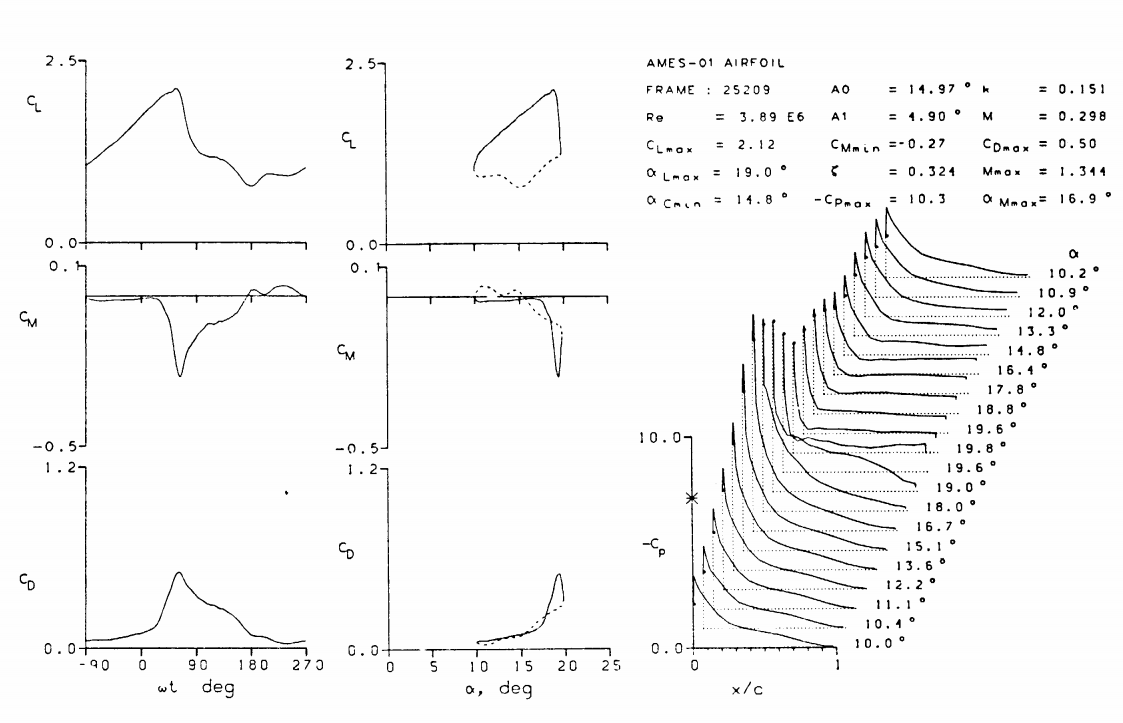 AMES-01 AIRFOIL
FRAME : 25209 A0 = 14.97 ° k = 0.151
Re = 3.89 E6 A1 = 4.90 ° M = 0.298
CLmax = 2.12 CMmin =-0.27 CDmax = 0.50
α Lmax = 19.0 ° ζ = 0.324 Mmax = 1.344
α Cmin = 14.8 ° -CPmax = 10.3 α Mmax= 16.9 °
2.5
CL
0.0
0.1
CM
-0.5
1.2
CD
0.0
-90 0 90 180 270
ωt deg
2.5
CL
0.0
0.1
CM
-0.5
1.2
CD
0.0
0 5 10 15 20 25
α, deg
α
10.2 °
10.9 °
12.0 °
13.3 °
14.8 °
16.4 °
17.8 °
18.8 °
19.6 °
19.8 °
19.6 °
19.0 °
18.0 °
16.7 °
15.1 °
13.6 °
12.2 °
11.1 °
10.4 °
10.0 °
10.0
-Cp
0.0
0 1
x/c